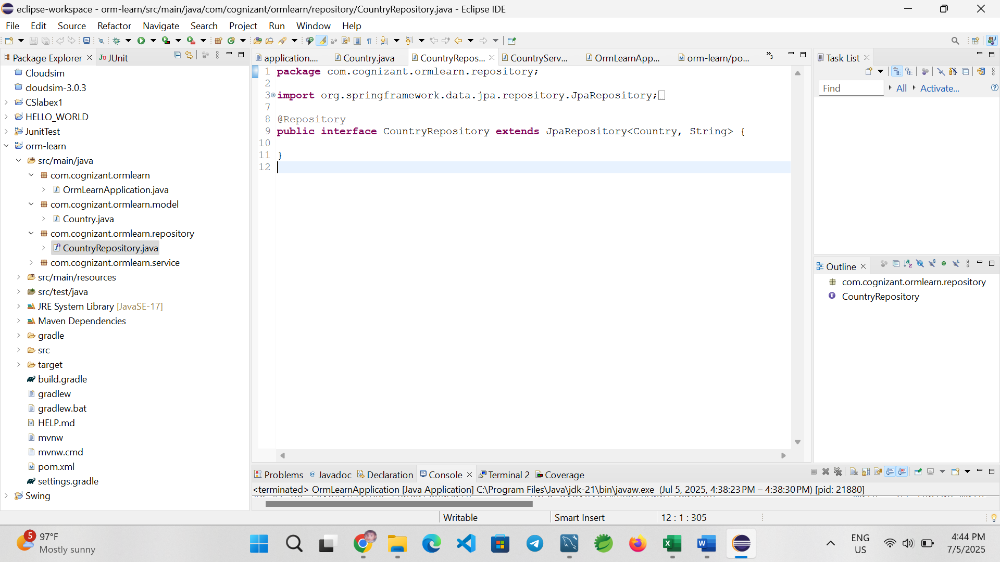 eclipse-workspace - orm-learn/src/main/java/com/cognizant/ormlearn/repository/CountryRepository.java - Eclipse IDE
File Edit Source Refactor Navigate Search Project Run Window Help
Package Explorer JUnit
Cloudsim
cloudsim-3.0.3
CSlabex1
HELLO_WORLD
JunitTest
orm-learn
src/main/java
com.cognizant.ormlearn
OrmLearnApplication.java
com.cognizant.ormlearn.model
Country.java
com.cognizant.ormlearn.repository
CountryRepository.java
com.cognizant.ormlearn.service
src/main/resources
src/test/java
JRE System Library [JavaSE-17]
Maven Dependencies
gradle
src
target
build.gradle
gradlew
gradlew.bat
HELP.md
mvnw
mvnw.cmd
pom.xml
settings.gradle
Swing
application.... Country.java CountryRepos... CountryServ... OrmLearnApp... orm-learn/po... 3
1 package com.cognizant.ormlearn.repository;
2
3 import org.springframework.data.jpa.repository.JpaRepository;
7
8 @Repository
9 public interface CountryRepository extends JpaRepository<Country, String> {
10
11 }
12
Task List
Find All Activate...
Outline
com.cognizant.ormlearn.repository
CountryRepository
Problems Javadoc Declaration Console Terminal 2 Coverage
<terminated> OrmLearnApplication [Java Application] C:\Program Files\Java\jdk-21\bin\javaw.exe (Jul 5, 2025, 4:38:23 PM – 4:38:30 PM) [pid: 21880]
Writable Smart Insert 12 : 1 : 305
5 97°F
Mostly sunny
ENG
US
4:44 PM
7/5/2025